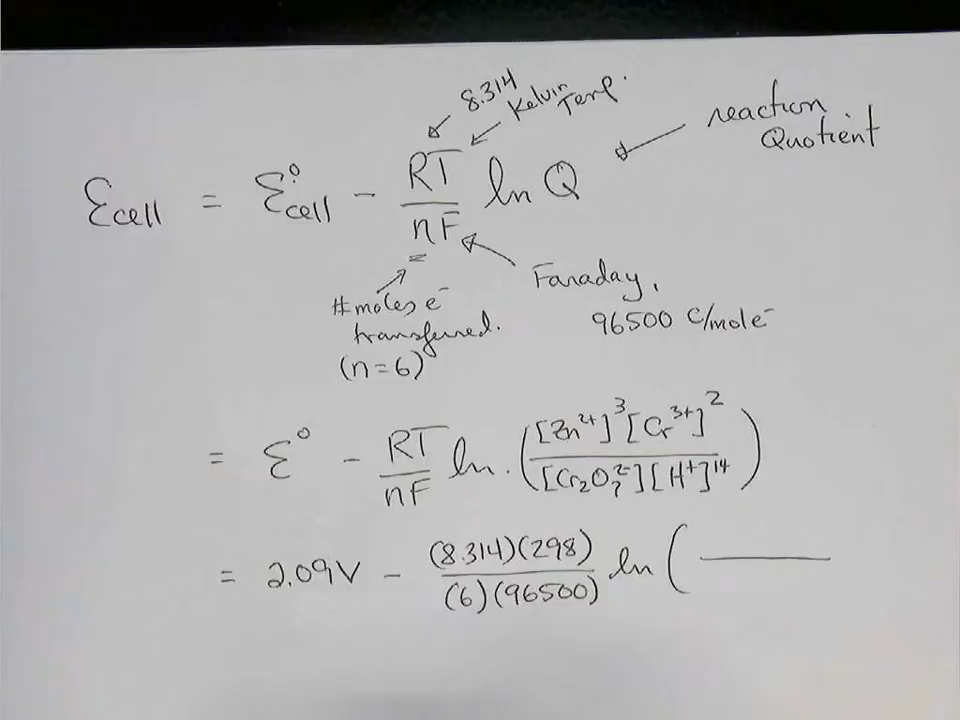 8.314
Kelvin
Temp.
reaction
Quotient
Ɛcell = Ɛ°cell - RT/nF ln Q
Faraday,
96500 C/mole⁻
# moles e⁻
transferred.
(n=6)
= Ɛ° - RT/nF ln. ([Zn²⁺]³[Cr³⁺]²/[Cr₂O₇²⁻][H⁺]¹⁴)
= 2.09V - (8.314)(298)/(6)(96500) ln (